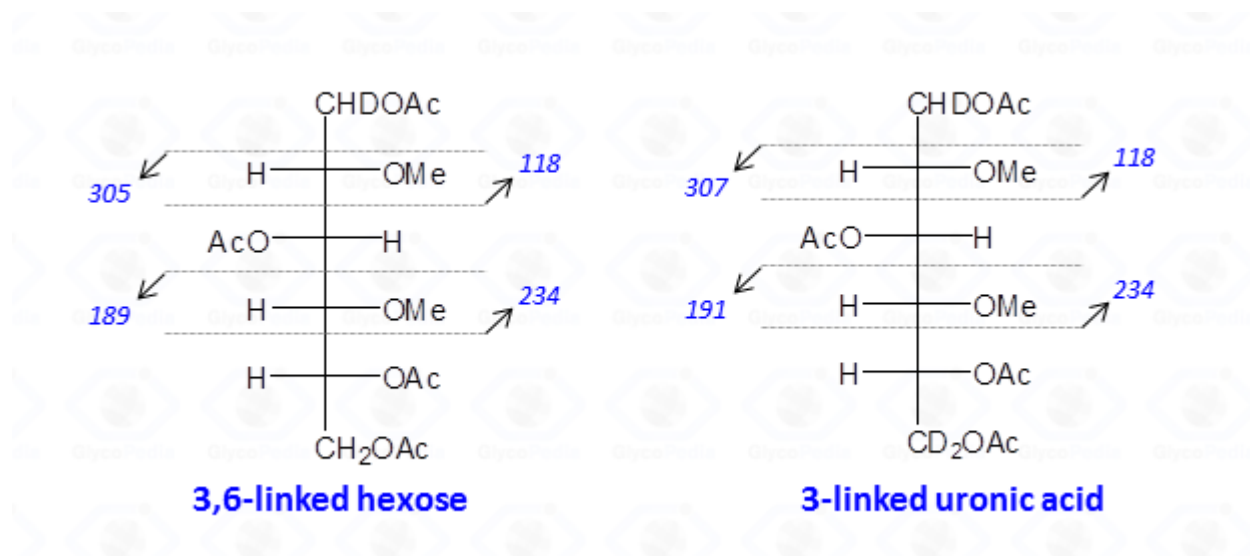 CHDOAc CHDOAc
H OMe 118 H OMe 118
305 307
AcO H AcO H
H OMe 234 H OMe 234
189 191
H OAc H OAc
CH₂OAc CD₂OAc
3,6-linked hexose 3-linked uronic acid